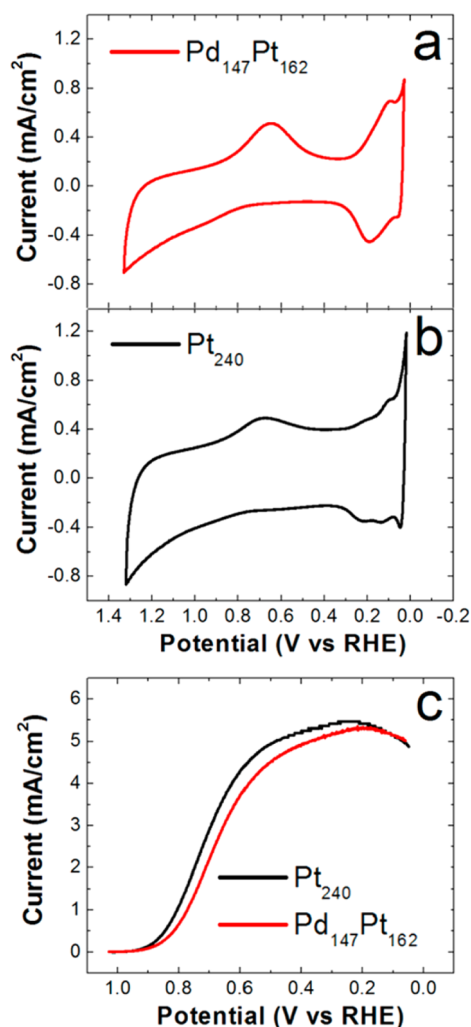 a
Pd₁₄₇Pt₁₆₂
Current (mA/cm²)
1.2
0.8
0.4
0.0
-0.4
-0.8
b
Pt₂₄₀
Current (mA/cm²)
1.2
0.8
0.4
0.0
-0.4
-0.8
1.4 1.2 1.0 0.8 0.6 0.4 0.2 0.0 -0.2
Potential (V vs RHE)
c
Current (mA/cm²)
6
5
4
3
2
1
0
Pt₂₄₀
Pd₁₄₇Pt₁₆₂
1.0 0.8 0.6 0.4 0.2 0.0
Potential (V vs RHE)